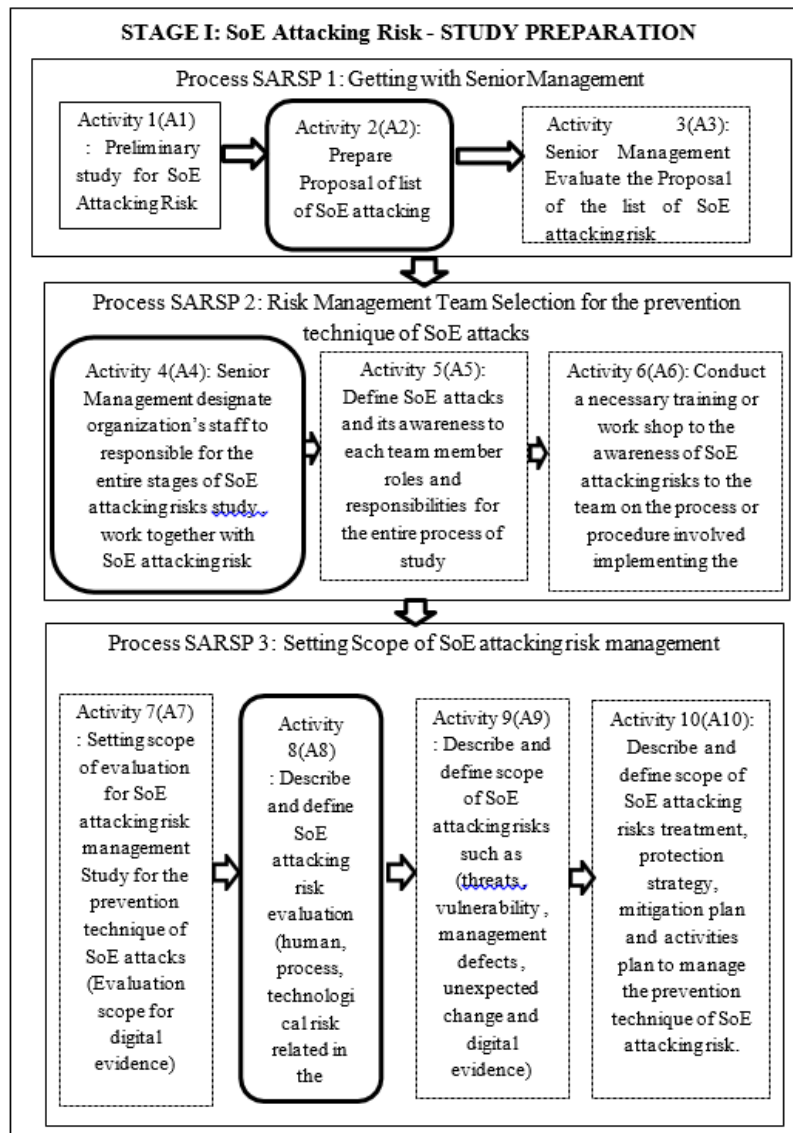 STAGE I: SoE Attacking Risk - STUDY PREPARATION
Process SARSP 1: Getting with Senior Management
Activity 1(A1)
: Preliminary
study for SoE
Attacking Risk
Activity 2(A2):
Prepare
Proposal of list
of SoE attacking
Activity 3(A3):
Senior Management
Evaluate the Proposal
of the list of SoE
attacking risk
Process SARSP 2: Risk Management Team Selection for the prevention
technique of SoE attacks
Activity 4(A4): Senior
Management designate
organization's staff to
responsible for the
entire stages of SoE
attacking risks study,
work together with
SoE attacking risk
Activity 5(A5):
Define SoE attacks
and its awareness to
each team member
roles and
responsibilities for
the entire process of
study
Activity 6(A6): Conduct
a necessary training or
work shop to the
awareness of SoE
attacking risks to the
team on the process or
procedure involved
implementing the
Process SARSP 3: Setting Scope of SoE attacking risk management
Activity 7(A7)
: Setting scope
of evaluation
for SoE
attacking risk
management
Study for the
prevention
technique of
SoE attacks
(Evaluation
scope for
digital evidence)
Activity
8(A8)
: Describe
and define
SoE
attacking
risk
evaluation
(human,
process,
technologi
cal risk
related in
the
Activity 9(A9)
: Describe and
define scope
of SoE
attacking risks
such as
(threats,
vulnerability,
management
defects,
unexpected
change and
digital
evidence)
Activity 10(A10):
Describe and
define scope of
SoE attacking
risks treatment,
protection
strategy,
mitigation plan
and activities
plan to manage
the prevention
technique of SoE
attacking risk.